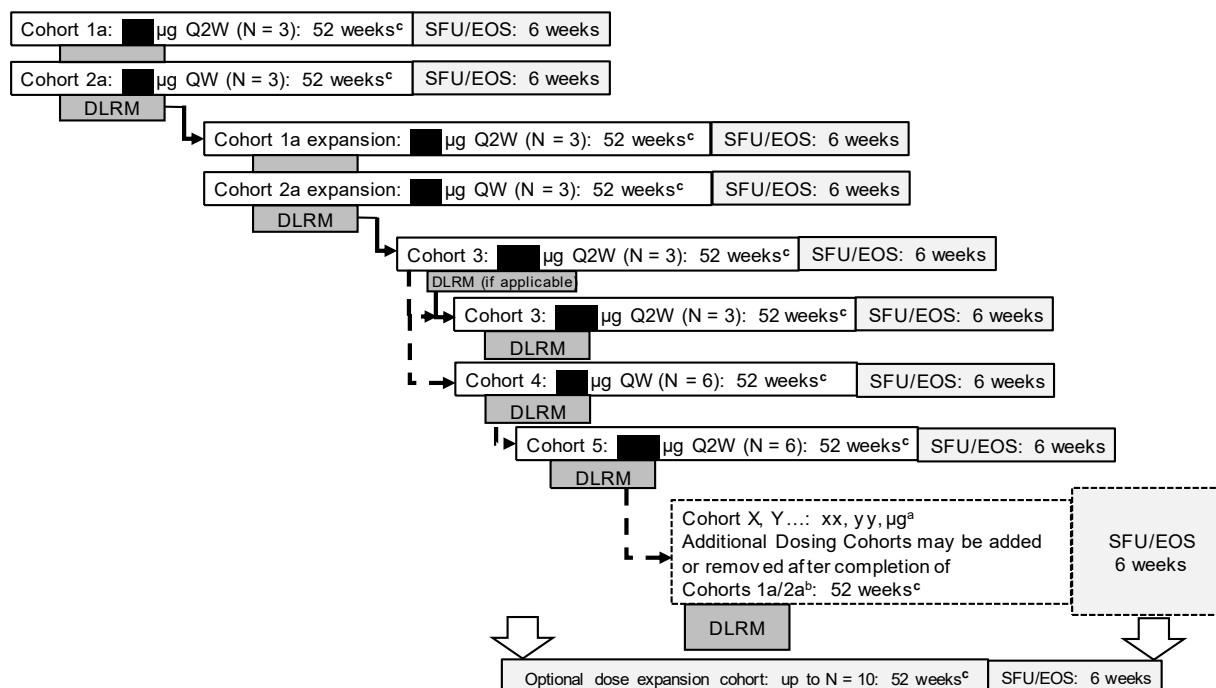 Cohort 1a: µg Q2W (N = 3): 52 weeksᶜ SFU/EOS: 6 weeks
Cohort 2a: µg QW (N = 3): 52 weeksᶜ SFU/EOS: 6 weeks
DLRM
Cohort 1a expansion: µg Q2W (N = 3): 52 weeksᶜ SFU/EOS: 6 weeks
Cohort 2a expansion: µg QW (N = 3): 52 weeksᶜ SFU/EOS: 6 weeks
DLRM
Cohort 3: µg Q2W (N = 3): 52 weeksᶜ SFU/EOS: 6 weeks
DLRM (if applicable)
Cohort 3: µg Q2W (N = 3): 52 weeksᶜ SFU/EOS: 6 weeks
DLRM
Cohort 4: µg QW (N = 6): 52 weeksᶜ SFU/EOS: 6 weeks
DLRM
Cohort 5: µg Q2W (N = 6): 52 weeksᶜ SFU/EOS: 6 weeks
DLRM
Cohort X, Y…: xx, yy, µgᵃ
Additional Dosing Cohorts may be added
or removed after completion of
Cohorts 1a/2aᵇ: 52 weeksᶜ
SFU/EOS
6 weeks
DLRM
Optional dose expansion cohort: up to N = 10: 52 weeksᶜ SFU/EOS: 6 weeks